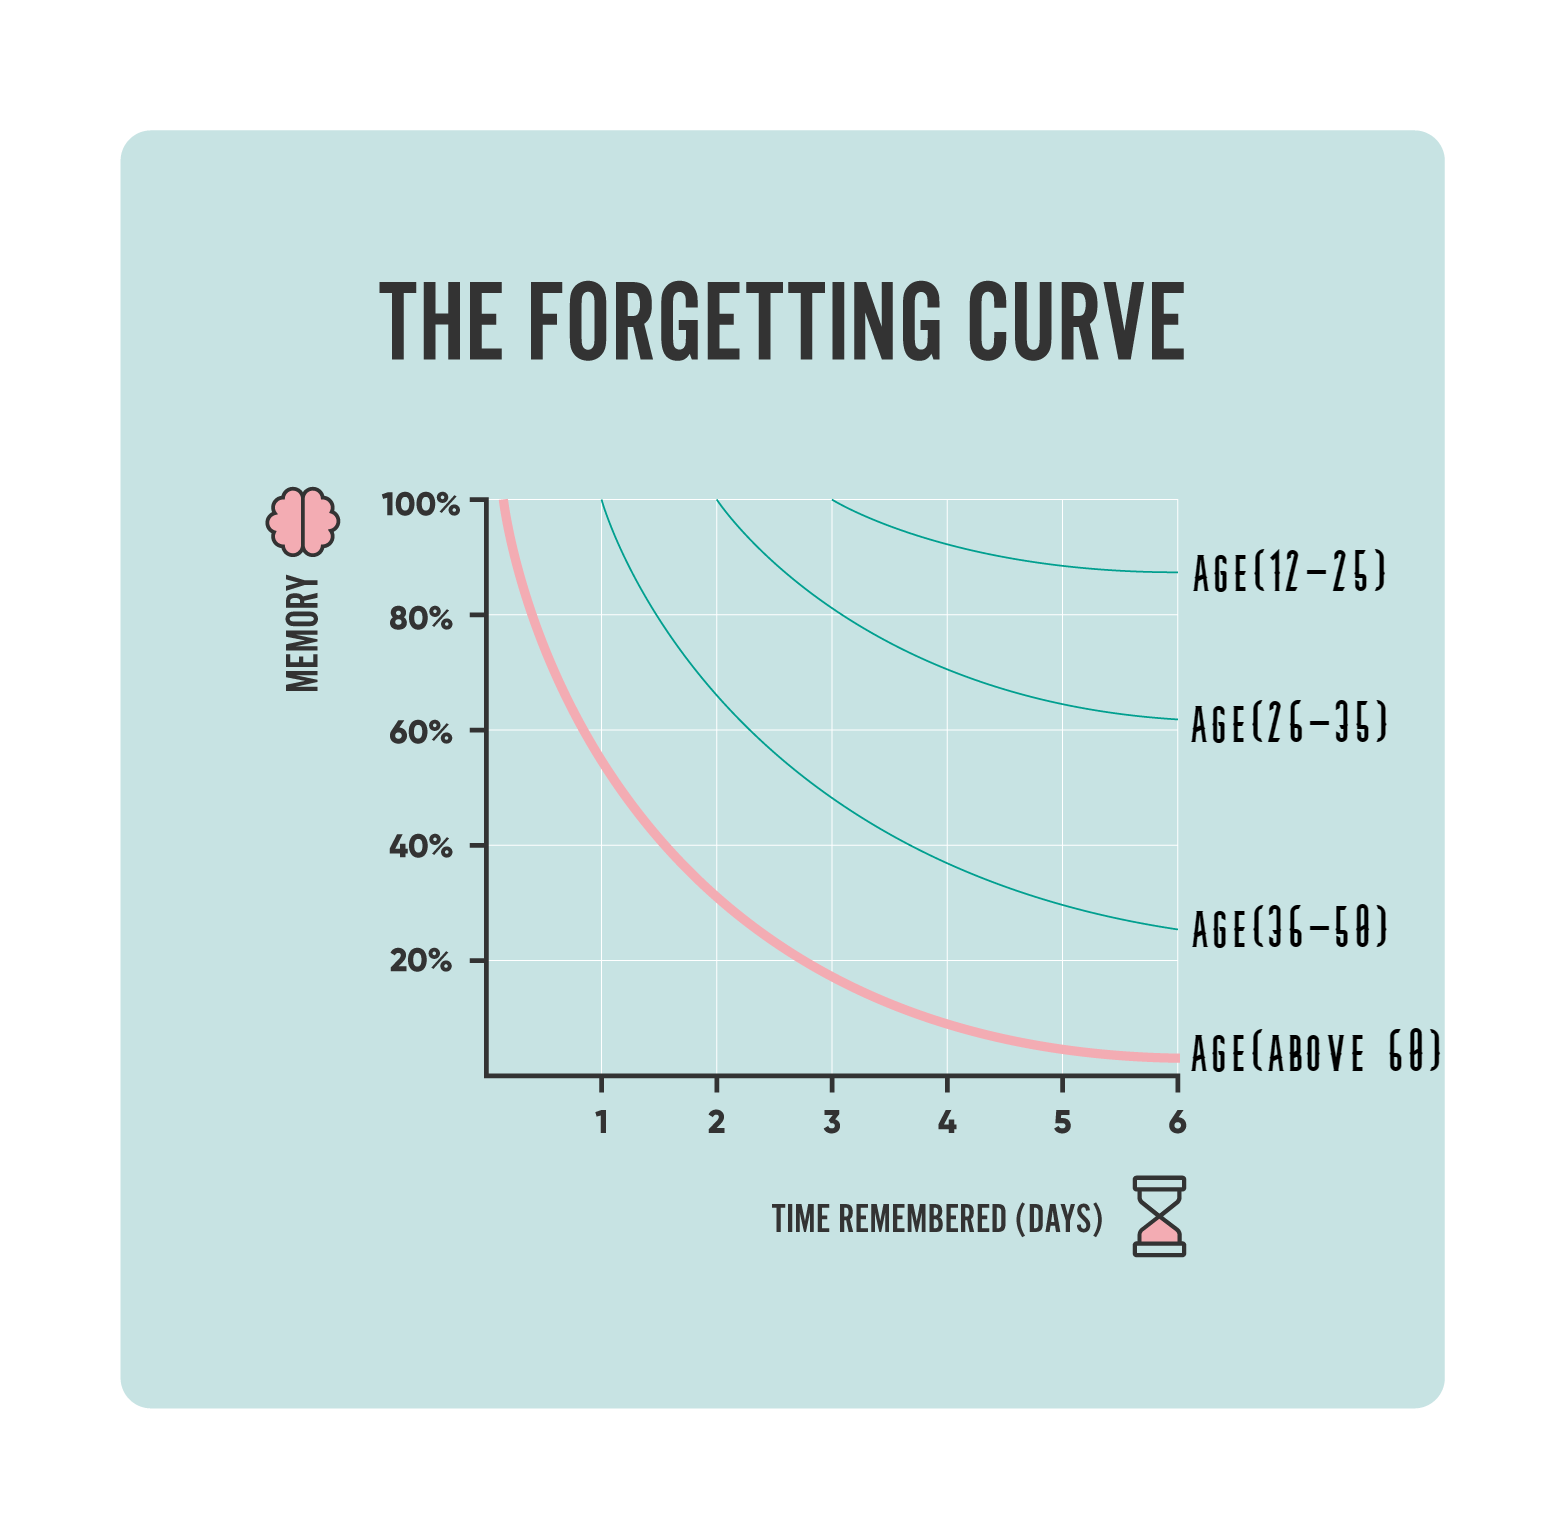 THE FORGETTING CURVE
MEMORY
100%
80%
60%
40%
20%
AGE(12-25)
AGE(26-35)
AGE(36-50)
AGE(ABOVE 60)
1 2 3 4 5 6
TIME REMEMBERED (DAYS)